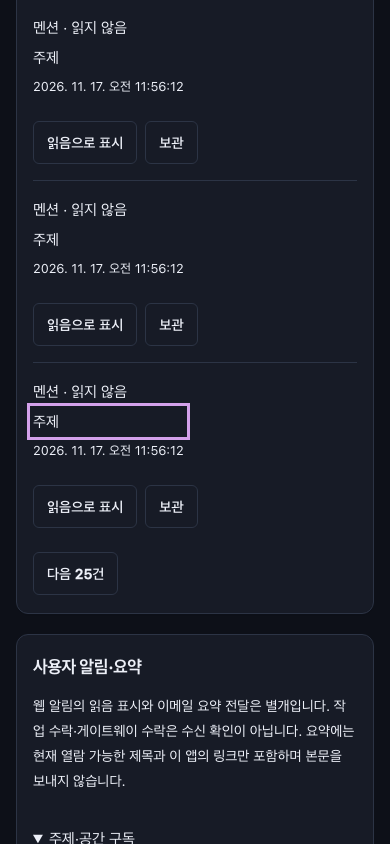 멘션 · 읽지 않음
주제
2026. 11. 17. 오전 11:56:12
읽음으로 표시 보관
멘션 · 읽지 않음
주제
2026. 11. 17. 오전 11:56:12
읽음으로 표시 보관
멘션 · 읽지 않음
주제
2026. 11. 17. 오전 11:56:12
읽음으로 표시 보관
다음 25건
사용자 알림·요약
웹 알림의 읽음 표시와 이메일 요약 전달은 별개입니다. 작
업 수락·게이트웨이 수락은 수신 확인이 아닙니다. 요약에는
현재 열람 가능한 제목과 이 앱의 링크만 포함하며 본문을
보내지 않습니다.
▼ 주제·공간 구독